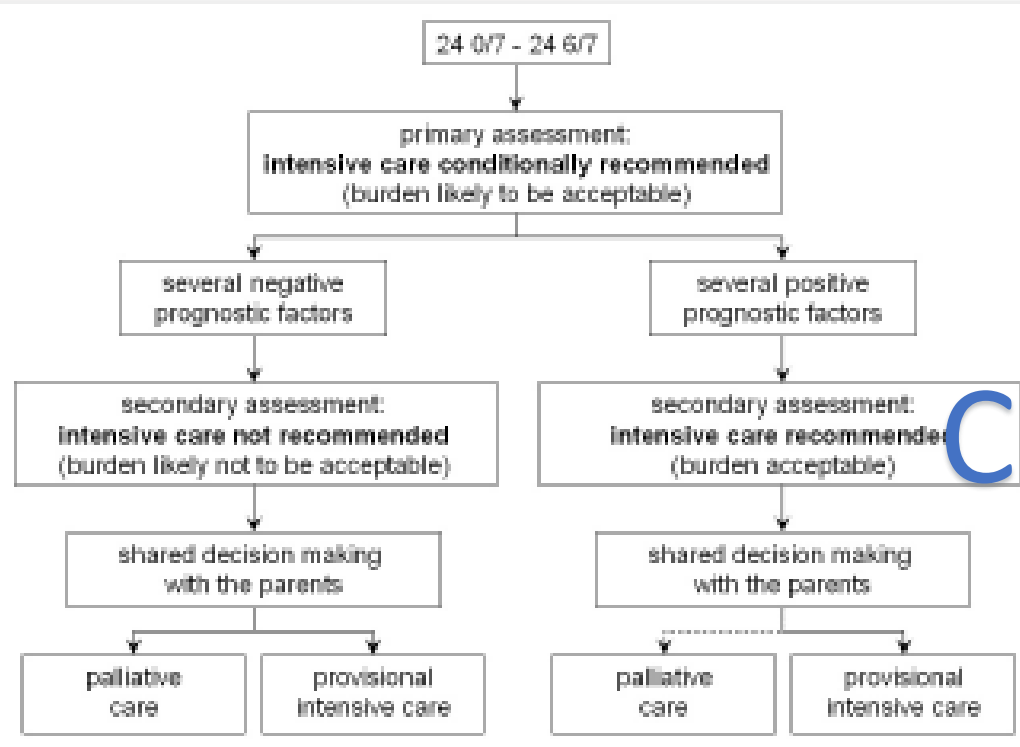 24 0/7 - 24 6/7
primary assessment:
intensive care conditionally recommended
(burden likely to be acceptable)
several negative
prognostic factors
several positive
prognostic factors
secondary assessment:
intensive care not recommended
(burden likely not to be acceptable)
secondary assessment:
intensive care recommended
(burden acceptable)
C
shared decision making
with the parents
shared decision making
with the parents
palliative
care
provisional
intensive care
palliative
care
provisional
intensive care